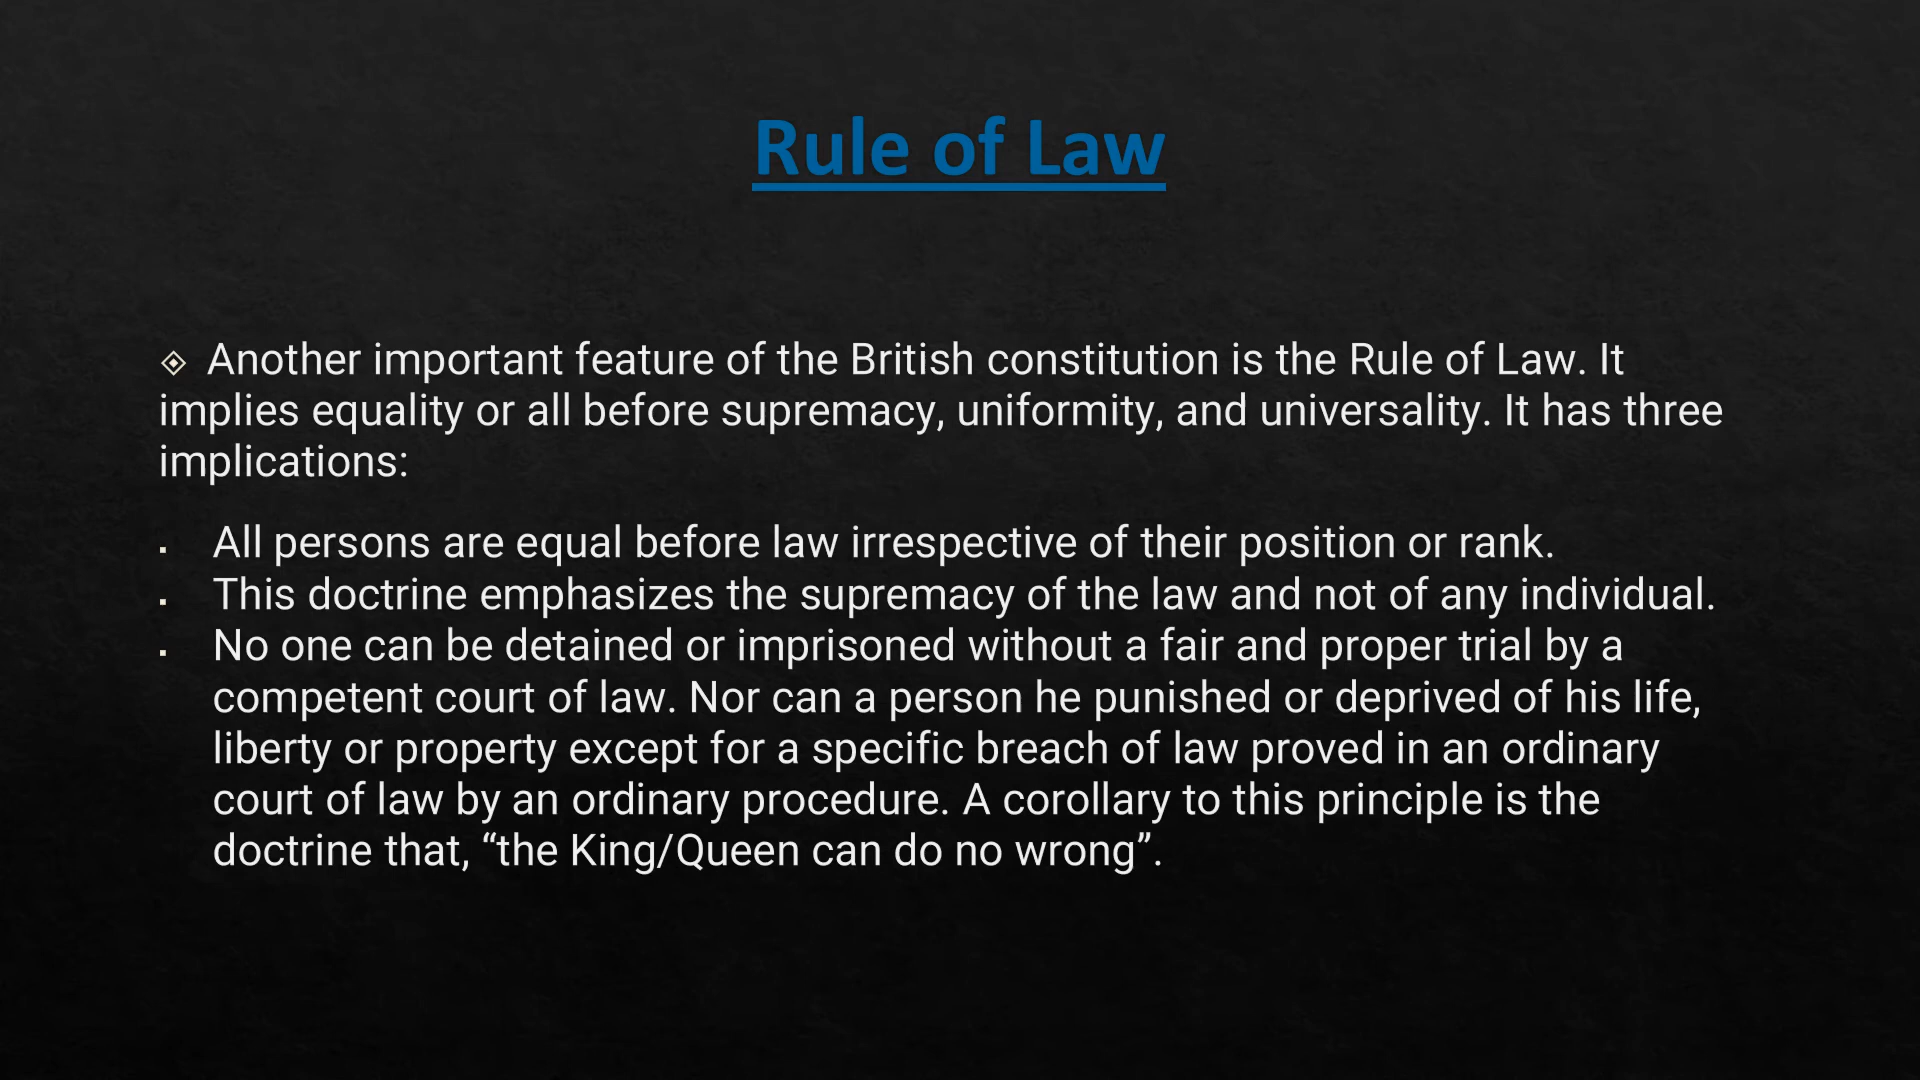 Rule of Law
Another important feature of the British constitution is the Rule of Law. It
implies equality or all before supremacy, uniformity, and universality. It has three
implications:
All persons are equal before law irrespective of their position or rank.
This doctrine emphasizes the supremacy of the law and not of any individual.
No one can be detained or imprisoned without a fair and proper trial by a
competent court of law. Nor can a person he punished or deprived of his life,
liberty or property except for a specific breach of law proved in an ordinary
court of law by an ordinary procedure. A corollary to this principle is the
doctrine that, “the King/Queen can do no wrong”.